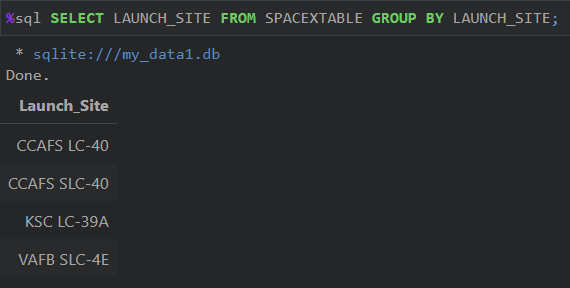 %sql SELECT LAUNCH_SITE FROM SPACEXTABLE GROUP BY LAUNCH_SITE;
* sqlite:///my_data1.db
Done.
Launch_Site
CCAFS LC-40
CCAFS SLC-40
KSC LC-39A
VAFB SLC-4E